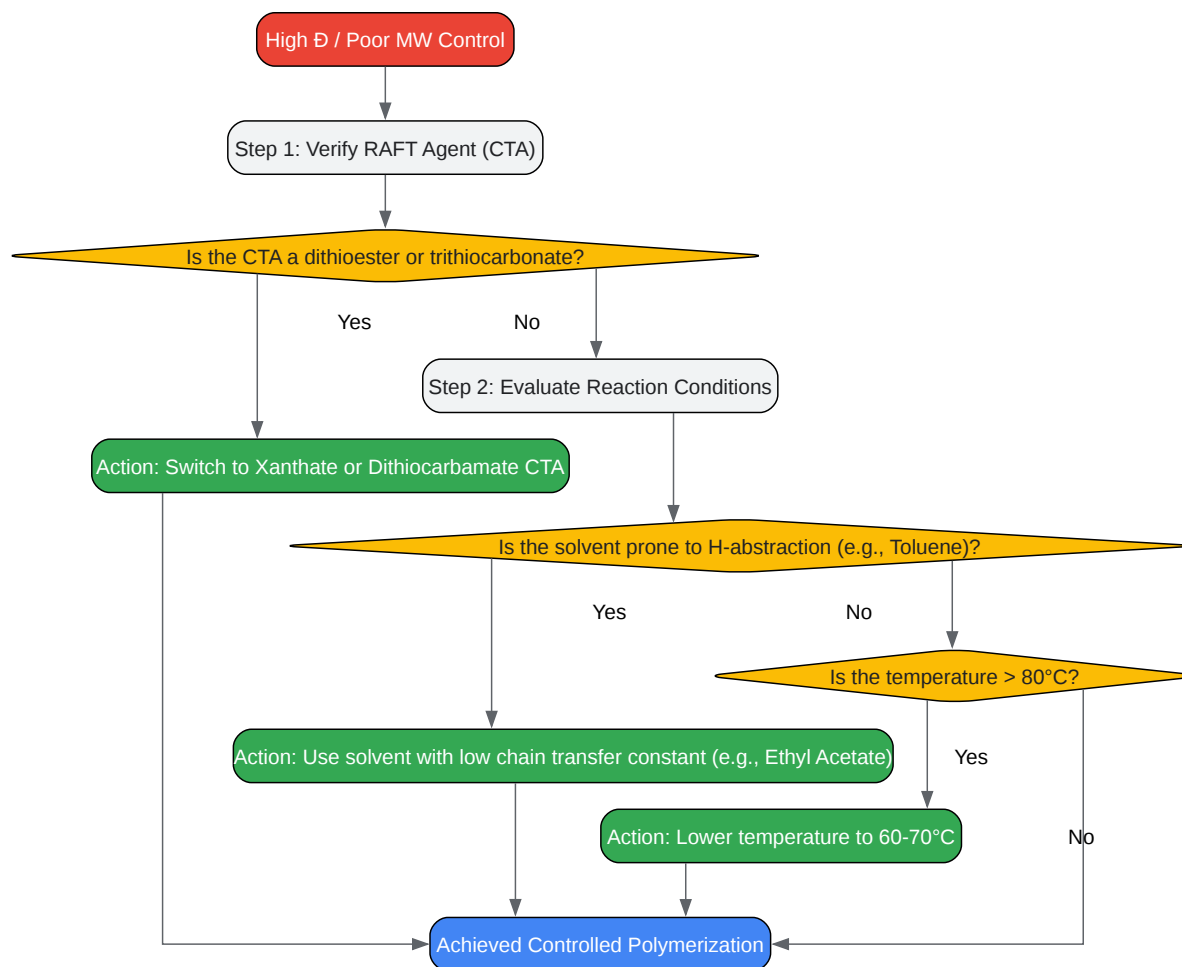 High Đ / Poor MW Control
Step 1: Verify RAFT Agent (CTA)
Is the CTA a dithioester or trithiocarbonate?
Yes
No
Step 2: Evaluate Reaction Conditions
Action: Switch to Xanthate or Dithiocarbamate CTA
Is the solvent prone to H-abstraction (e.g., Toluene)?
Yes
No
Is the temperature > 80°C?
Action: Use solvent with low chain transfer constant (e.g., Ethyl Acetate)
Yes
Action: Lower temperature to 60-70°C
No
Achieved Controlled Polymerization